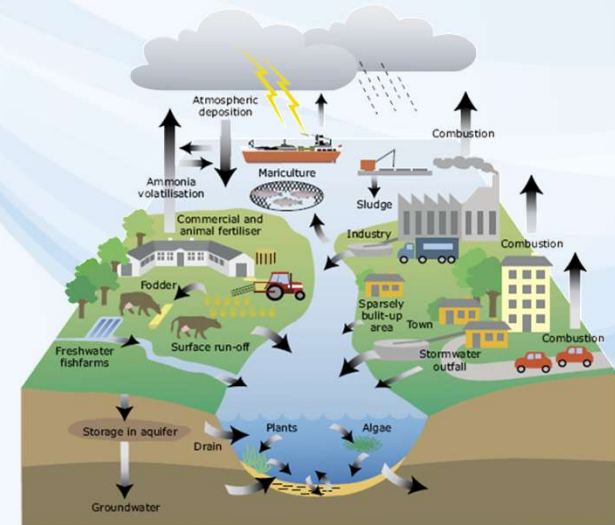 Atmospheric
deposition
Combustion
Mariculture
Ammonia
volatilisation
Sludge
Commercial and
animal fertiliser
Industry
Combustion
Fodder
Sparsely
bulit-up
area
Town
Surface run-off
Freshwater
fishfarms
Stormwater
outfall
Combustion
Plants
Algae
Storage in aquifer
Drain
Groundwater